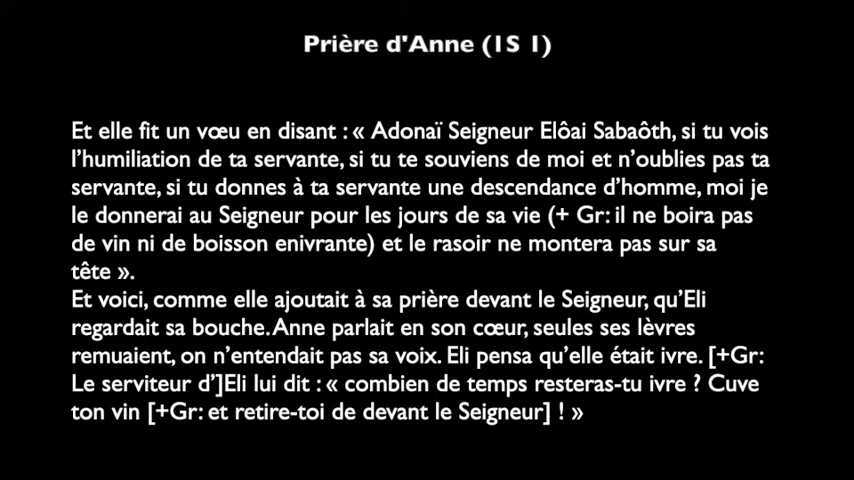 Prière d'Anne (1S 1)
Et elle fit un vœu en disant : « Adonaï Seigneur Elôai Sabaôth, si tu vois
l’humiliation de ta servante, si tu te souviens de moi et n’oublies pas ta
servante, si tu donnes à ta servante une descendance d’homme, moi je
le donnerai au Seigneur pour les jours de sa vie (+ Gr: il ne boira pas
de vin ni de boisson enivrante) et le rasoir ne montera pas sur sa
tête ».
Et voici, comme elle ajoutait à sa prière devant le Seigneur, qu’Eli
regardait sa bouche. Anne parlait en son cœur, seules ses lèvres
remuaient, on n’entendait pas sa voix. Eli pensa qu’elle était ivre. [+Gr:
Le serviteur d’]Eli lui dit : « combien de temps resteras-tu ivre ? Cuve
ton vin [+Gr: et retire-toi de devant le Seigneur] ! »